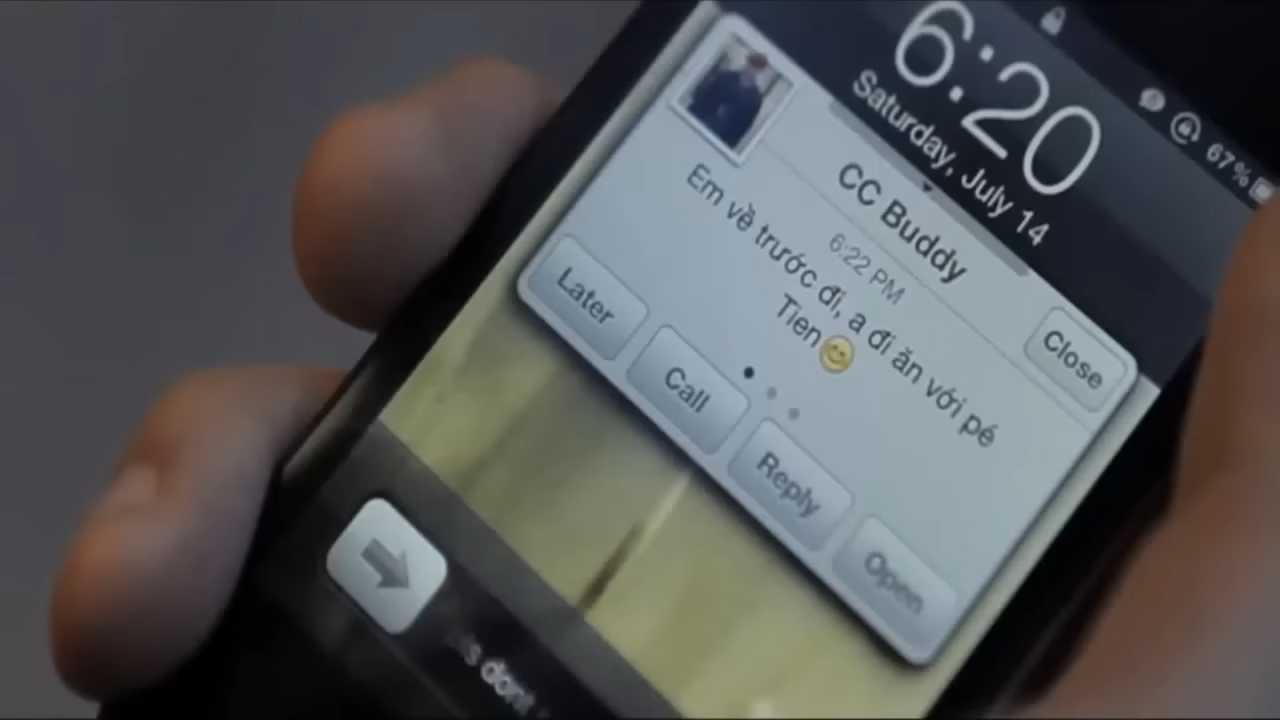 67%
6:20
Saturday, July 14
CC Buddy
6:22 PM
Close
Em về trước đi, a đi ăn với pé
Tien😊
Later
Call
Reply
Open
s dont